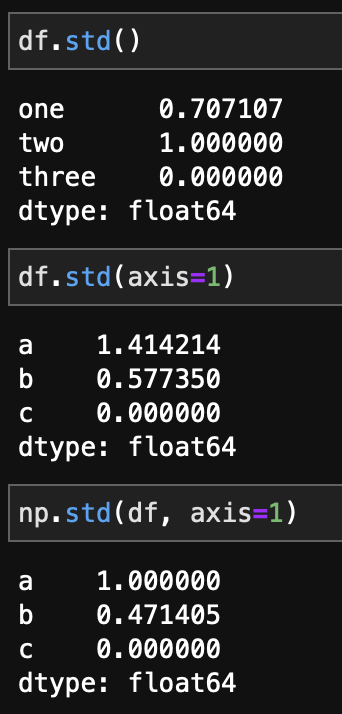 df.std()
one      0.707107
two      1.000000
three    0.000000
dtype: float64
df.std(axis=1)
a    1.414214
b    0.577350
c    0.000000
dtype: float64
np.std(df, axis=1)
a    1.000000
b    0.471405
c    0.000000
dtype: float64